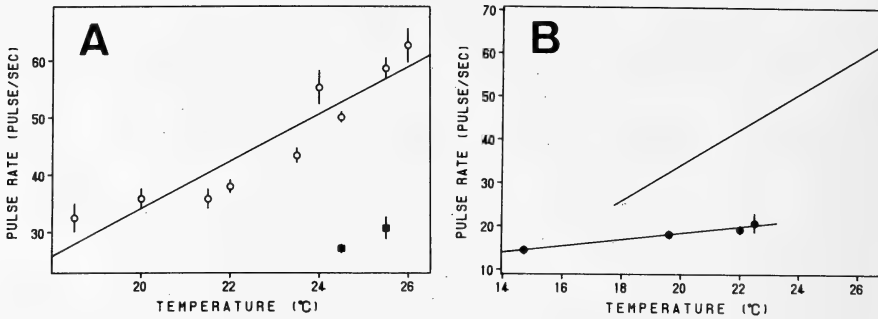 A
PULSE RATE (PULSE/SEC)
60
50
40
30
20 22 24 26
TEMPERATURE (°C)
B
PULSE RATE (PULSE/SEC)
70
60
50
40
30
20
10
14 16 18 20 22 24 26
TEMPERATURE (°C)